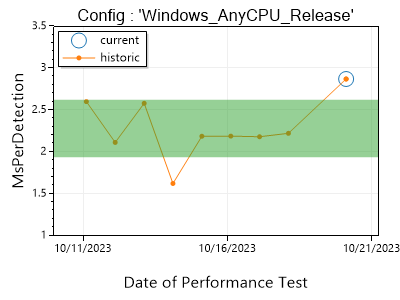 Config : 'Windows_AnyCPU_Release'
3.5
current
historic
3
2.5
2
1.5
1
MsPerDetection
10/11/2023
10/16/2023
10/21/2023
Date of Performance Test